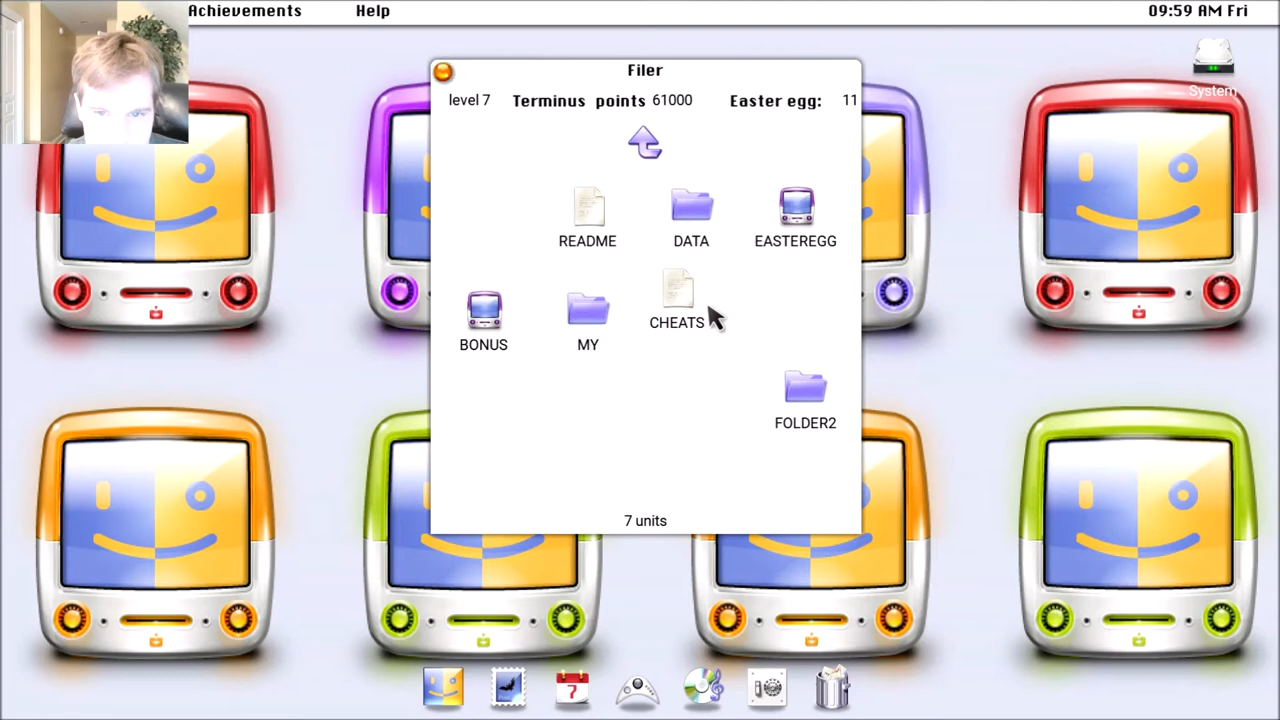 Achievements Help 09:59 AM Fri
Filer
level 7 Terminus points 61000 Easter egg: 11
System
README DATA EASTEREGG
CHEATS
BONUS MY
FOLDER2
7 units
7